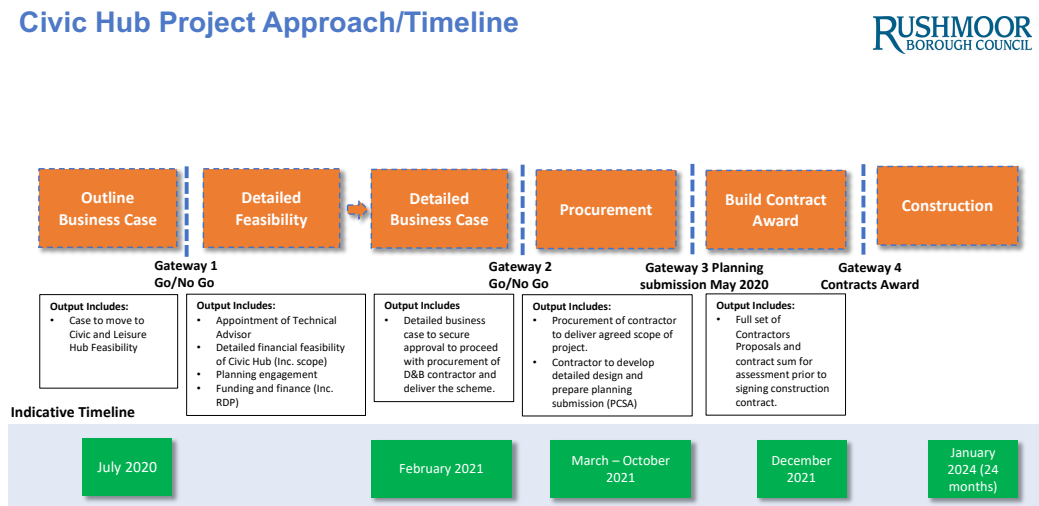 Civic Hub Project Approach/Timeline
RUSHMOOR
BOROUGH COUNCIL
Outline
Business Case
Detailed
Feasibility
Detailed
Business Case
Procurement
Build Contract
Award
Construction
Gateway 1
Go/No Go
Gateway 2
Go/No Go
Gateway 3 Planning
submission May 2020
Gateway 4
Contracts Award
Output Includes:
• Case to move to
Civic and Leisure
Hub Feasibility
Output Includes:
• Appointment of Technical
Advisor
• Detailed financial feasibility
of Civic Hub (Inc. scope)
• Planning engagement
• Funding and finance (Inc.
RDP)
Output Includes
• Detailed business
case to secure
approval to proceed
with procurement of
D&B contractor and
deliver the scheme.
Output Includes:
• Procurement of contractor
to deliver agreed scope of
project.
• Contractor to develop
detailed design and
prepare planning
submission (PCSA)
Output Includes:
• Full set of
Contractors
Proposals and
contract sum for
assessment prior to
signing construction
contract.
Indicative Timeline
July 2020
February 2021
March – October
2021
December
2021
January
2024 (24
months)